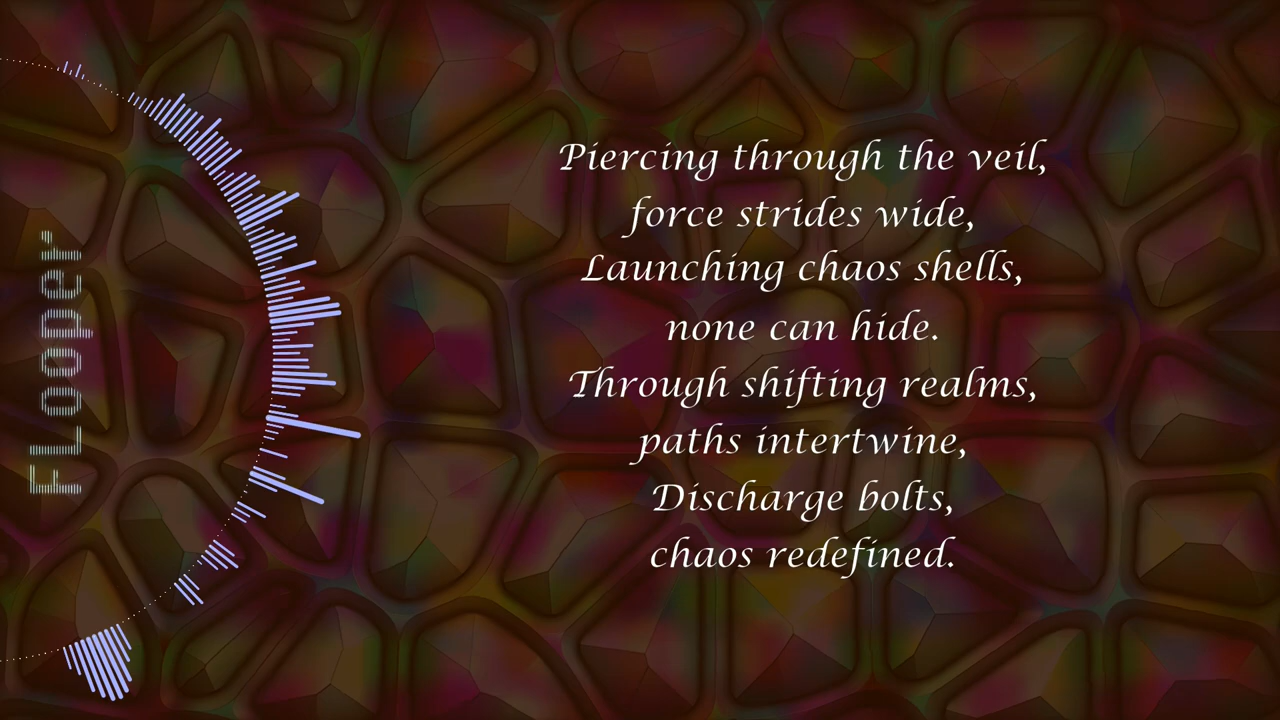 FLooper
Piercing through the veil,
force strides wide,
Launching chaos shells,
none can hide.
Through shifting realms,
paths intertwine,
Discharge bolts,
chaos redefined.